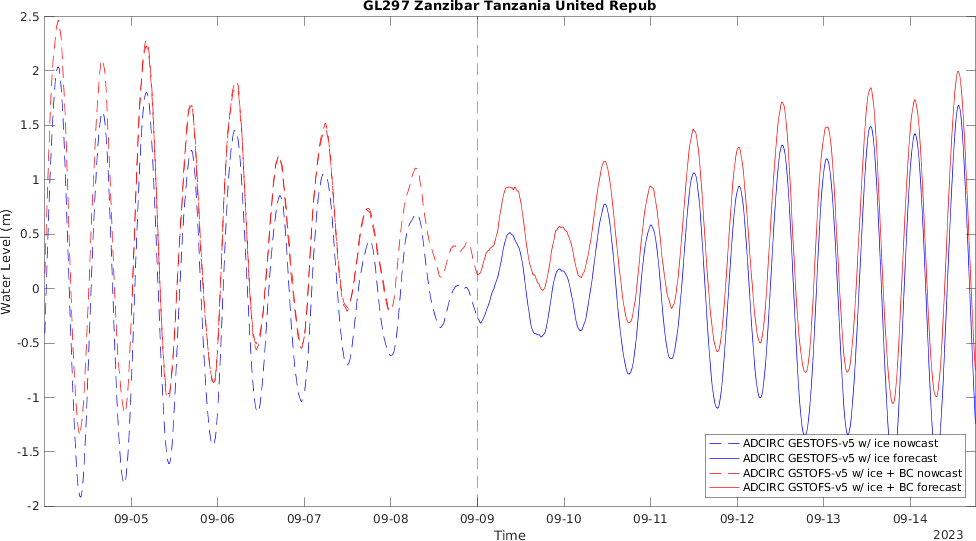 GL297 Zanzibar Tanzania United Repub
2.5
2
1.5
1
0.5
0
-0.5
-1
-1.5
-2
Water Level (m)
09-05 09-06 09-07 09-08 09-09 09-10 09-11 09-12 09-13 09-14
Time
2023
ADCIRC GESTOFS-v5 w/ ice nowcast
ADCIRC GESTOFS-v5 w/ ice forecast
ADCIRC GSTOFS-v5 w/ ice + BC nowcast
ADCIRC GSTOFS-v5 w/ ice + BC forecast